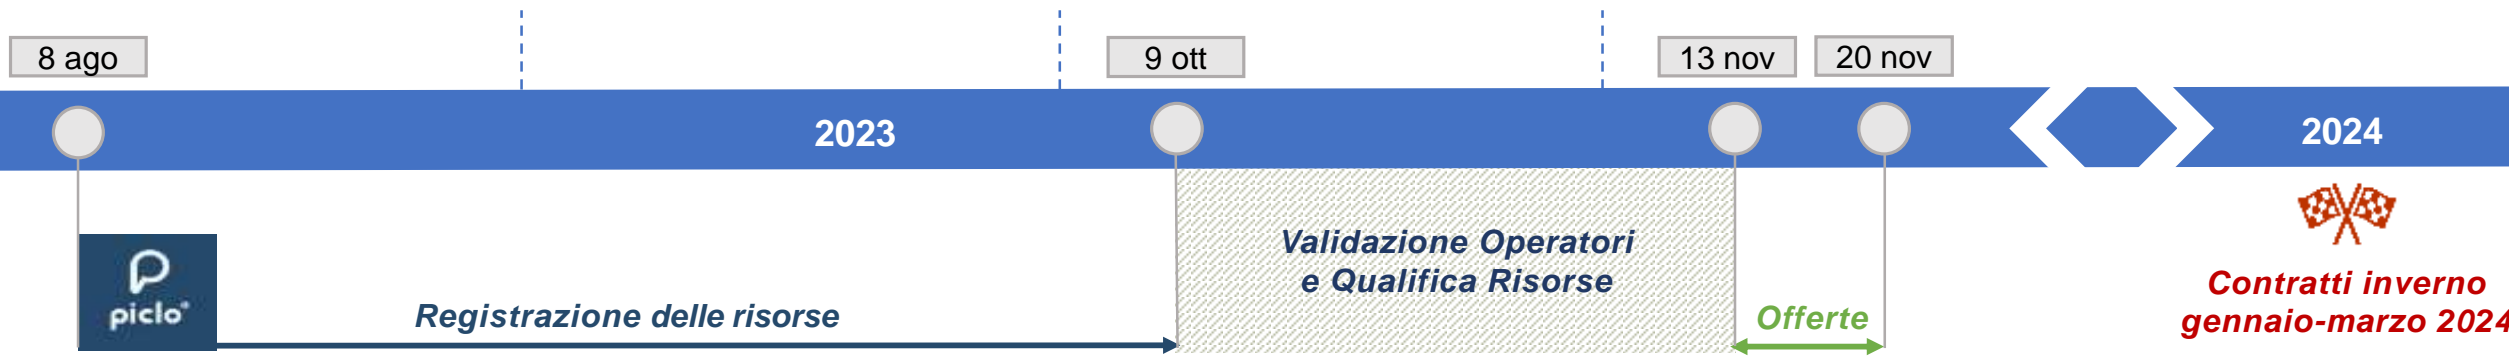 8 ago
9 ott
13 nov
20 nov
2023
2024
piclo
Registrazione delle risorse
Validazione Operatori
e Qualifica Risorse
Offerte
Contratti inverno
gennaio-marzo 2024